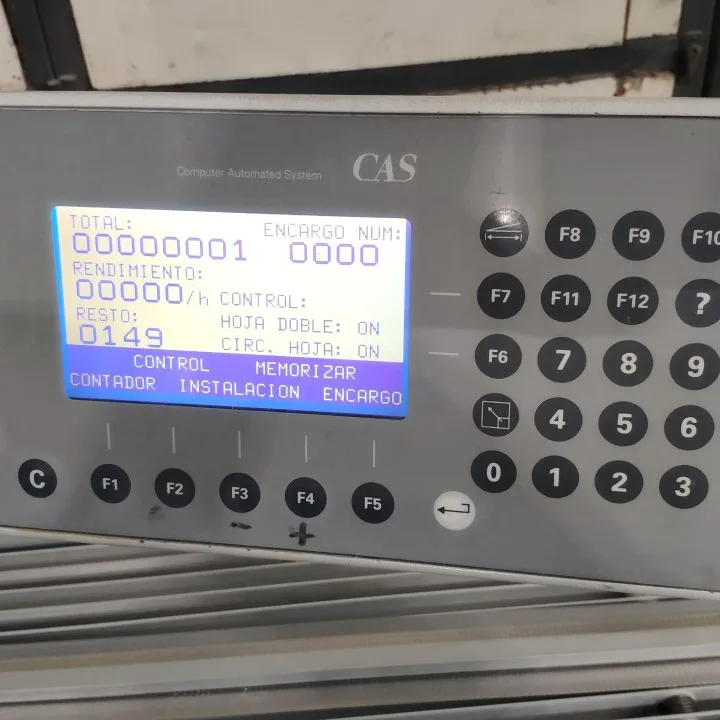 Computer Automated System CAS
TOTAL:
00000001
ENCARGO NUM:
0000
RENDIMIENTO:
00000/h
CONTROL:
RESTO:
0149
HOJA DOBLE: ON
CIRC. HOJA: ON
CONTROL MEMORIZAR
CONTADOR INSTALACION ENCARGO
F8 F9 F10
F7 F11 F12 ?
F6 7 8 9
4 5 6
0 1 2 3
C F1 F2 F3 F4 F5
- +